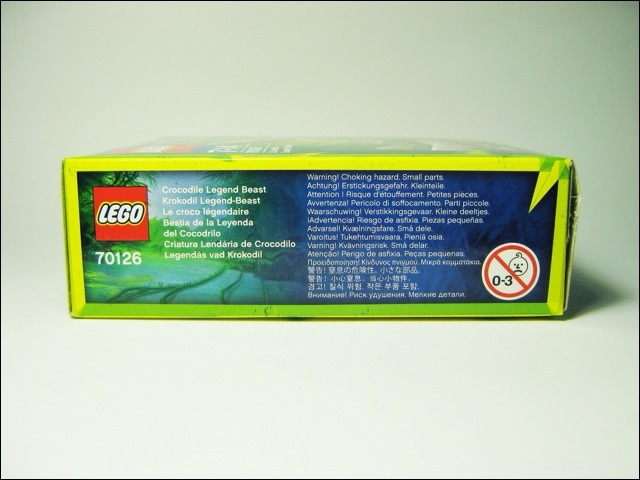 LEGO
70126
Crocodile Legend Beast
Krokodil Legend-Beast
Le croco légendaire
Bestia de la Leyenda
del Cocodrilo
Criatura Lendária de Crocodilo
Legendás vad Krokodil
Warning! Choking hazard. Small parts.
Achtung! Erstickungsgefahr. Kleinteile.
Attention ! Risque d'étouffement. Petites pièces.
Avvertenza! Pericolo di soffocamento. Parti piccole.
Waarschuwing! Verstikkingsgevaar. Kleine deeltjes.
¡Advertencia! Riesgo de asfixia. Piezas pequeñas.
Advarsel! Kvælningsfare. Små dele.
Varoitus! Tukehtumisvaara. Pieniä osia.
Varning! Kvävningsrisk. Små delar.
Atenção! Perigo de asfixia. Peças pequenas.
Προειδοποίηση! Κίνδυνος πνιγμού. Μικρά κομματάκια.
警告! 窒息の危険性。小さな部品。
警告! 小心窒息。当心小物件。
경고! 질식 위험. 작은 부품 포함.
Внимание! Риск удушения. Мелкие детали.
0-3